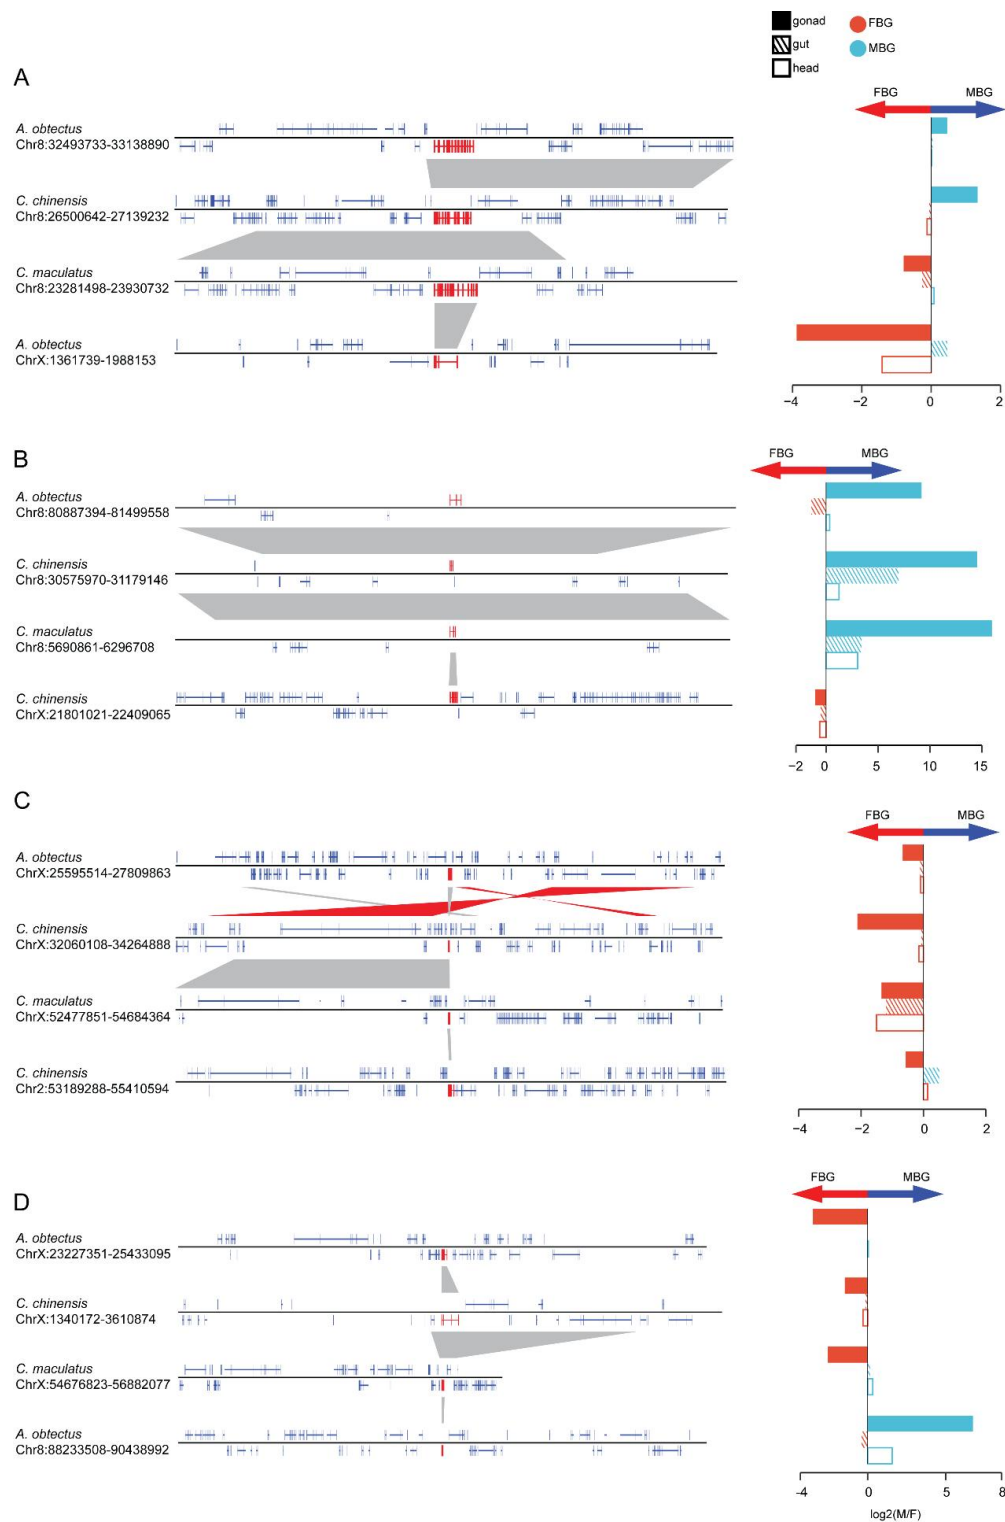 gonad
gut
head
FBG
MBG
A
FBG MBG
A. obtectus
Chr8:32493733-33138890
C. chinensis
Chr8:26500642-27139232
C. maculatus
Chr8:23281498-23930732
A. obtectus
ChrX:1361739-1988153
−4 −2 0 2
B
FBG MBG
A. obtectus
Chr8:80887394-81499558
C. chinensis
Chr8:30575970-31179146
C. maculatus
Chr8:5690861-6296708
C. chinensis
ChrX:21801021-22409065
−2 0 5 10 15
C
FBG MBG
A. obtectus
ChrX:25595514-27809863
C. chinensis
ChrX:32060108-34264888
C. maculatus
ChrX:52477851-54684364
C. chinensis
Chr2:53189288-55410594
−4 −2 0 2
D
FBG MBG
A. obtectus
ChrX:23227351-25433095
C. chinensis
ChrX:1340172-3610874
C. maculatus
ChrX:54676823-56882077
A. obtectus
Chr8:88233508-90438992
-4 0 5 8
log2(M/F)